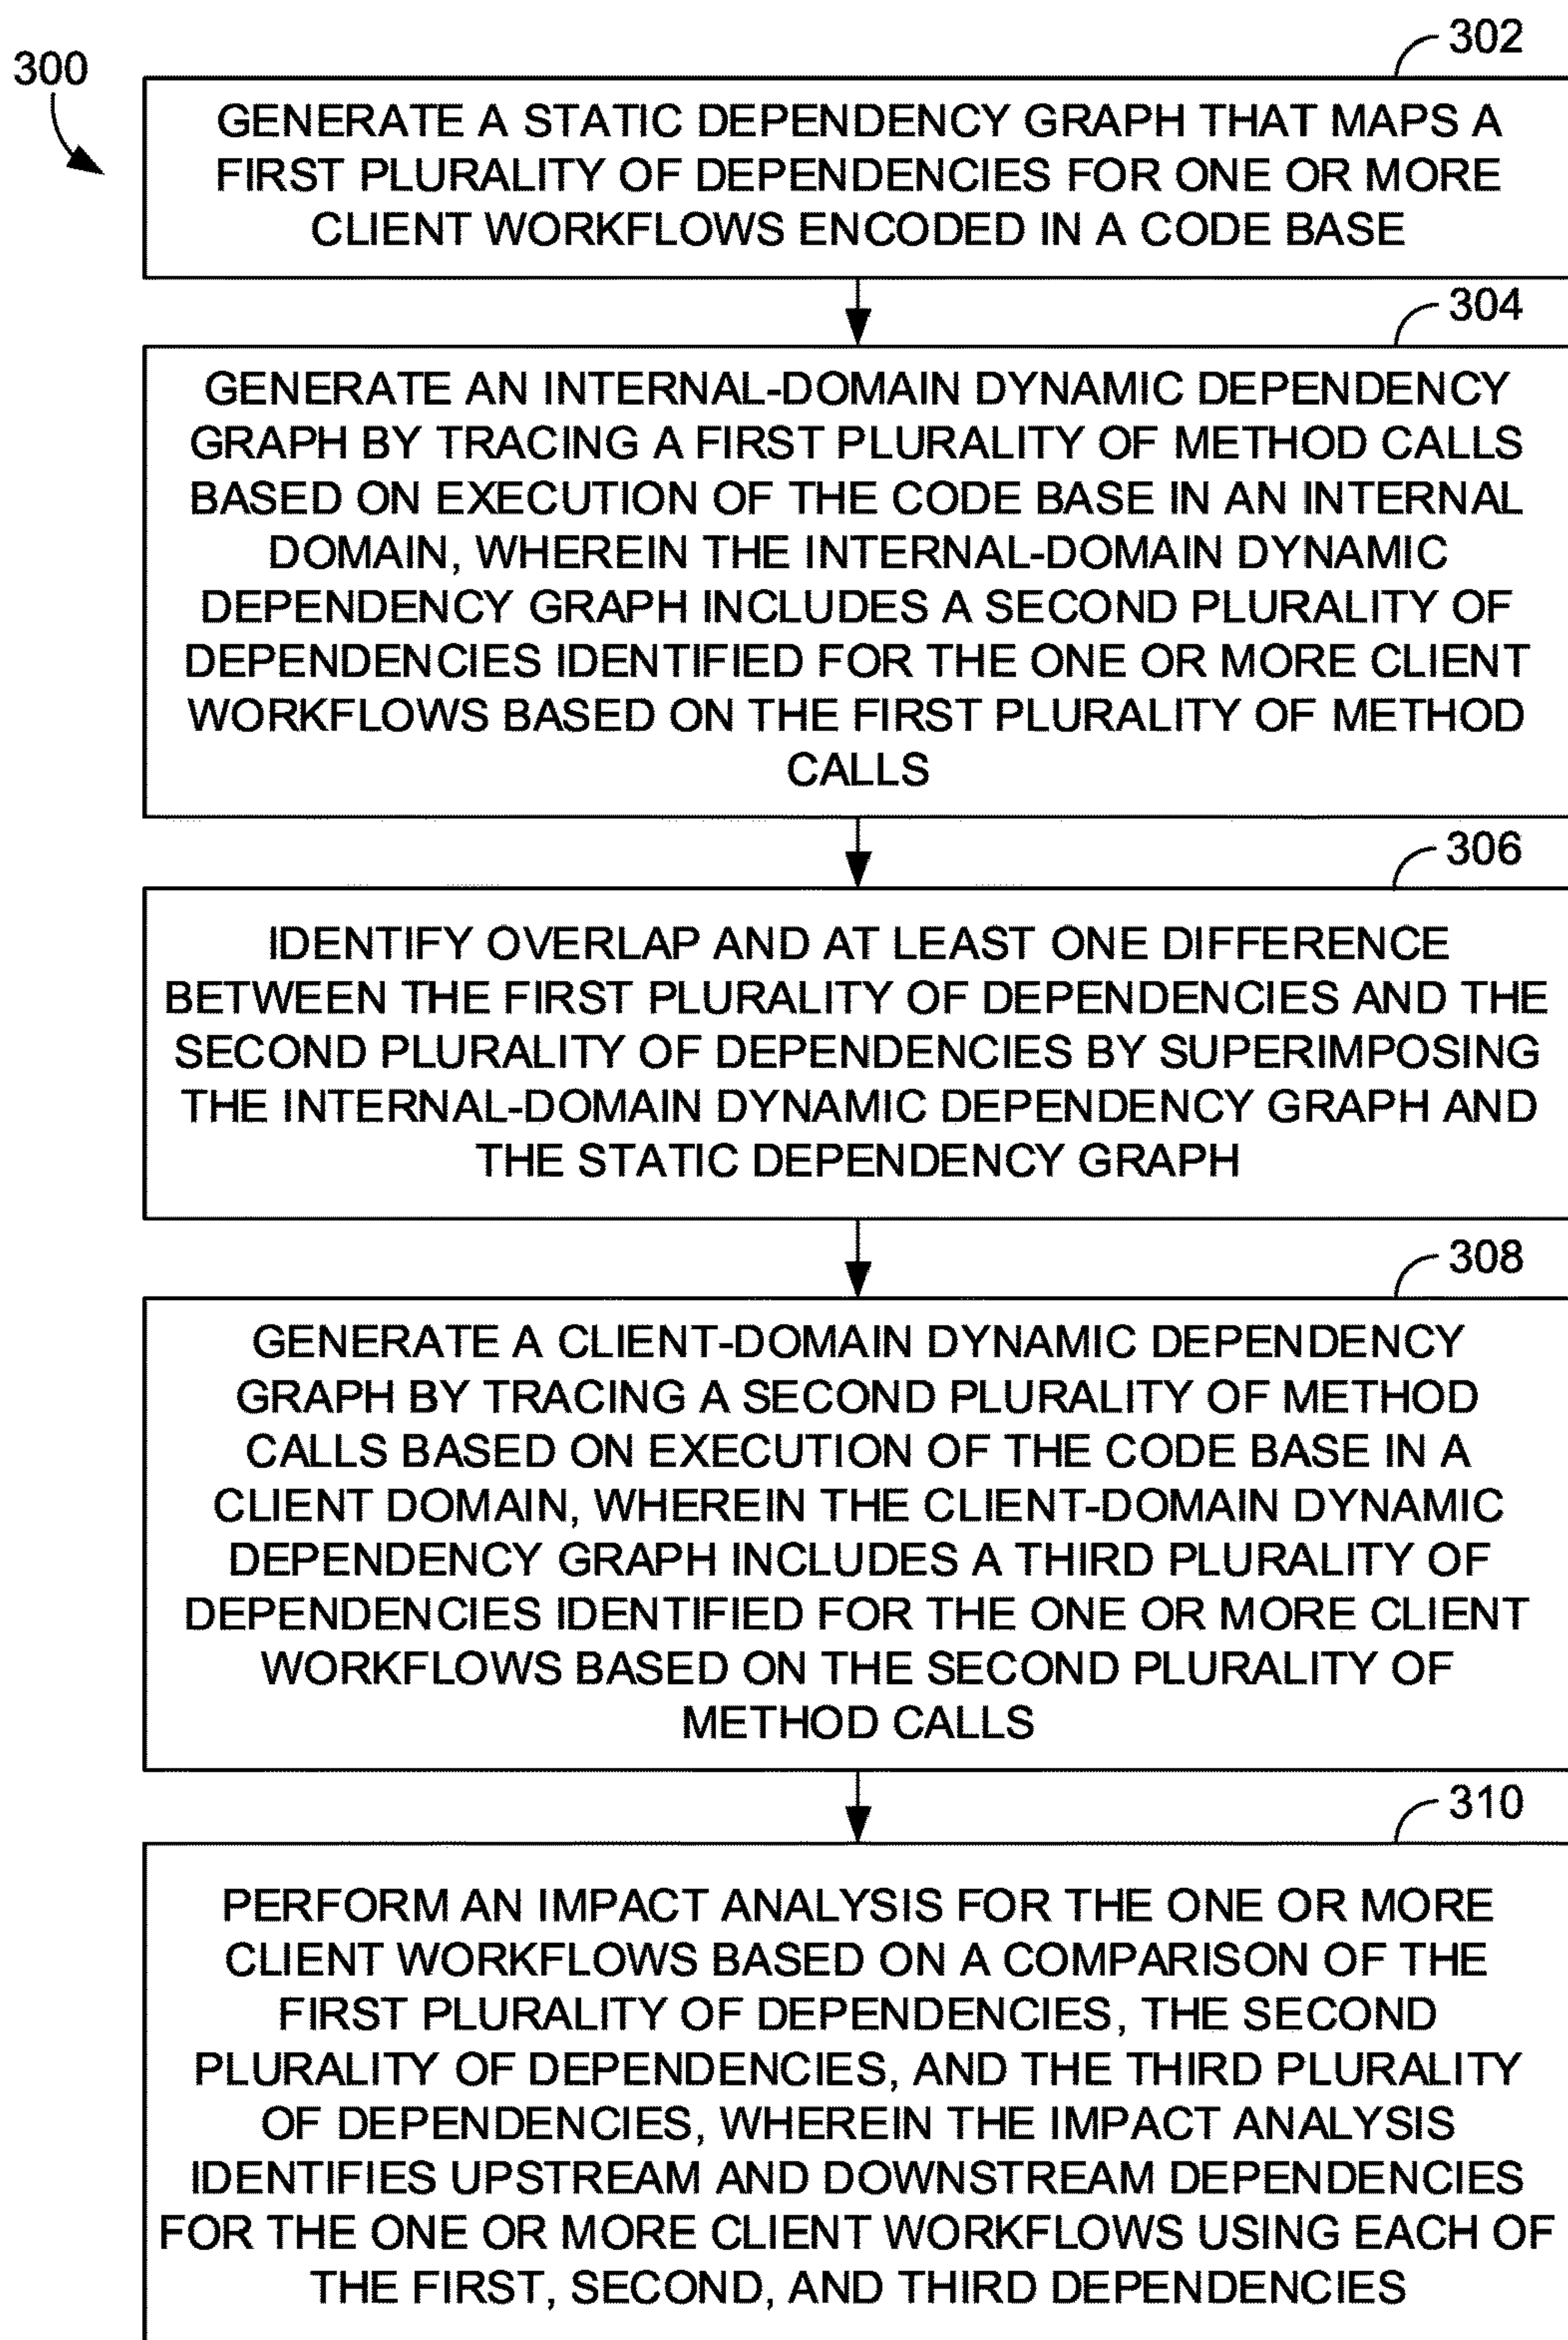 300
302
GENERATE A STATIC DEPENDENCY GRAPH THAT MAPS A
FIRST PLURALITY OF DEPENDENCIES FOR ONE OR MORE
CLIENT WORKFLOWS ENCODED IN A CODE BASE
304
GENERATE AN INTERNAL-DOMAIN DYNAMIC DEPENDENCY
GRAPH BY TRACING A FIRST PLURALITY OF METHOD CALLS
BASED ON EXECUTION OF THE CODE BASE IN AN INTERNAL
DOMAIN, WHEREIN THE INTERNAL-DOMAIN DYNAMIC
DEPENDENCY GRAPH INCLUDES A SECOND PLURALITY OF
DEPENDENCIES IDENTIFIED FOR THE ONE OR MORE CLIENT
WORKFLOWS BASED ON THE FIRST PLURALITY OF METHOD
CALLS
306
IDENTIFY OVERLAP AND AT LEAST ONE DIFFERENCE
BETWEEN THE FIRST PLURALITY OF DEPENDENCIES AND THE
SECOND PLURALITY OF DEPENDENCIES BY SUPERIMPOSING
THE INTERNAL-DOMAIN DYNAMIC DEPENDENCY GRAPH AND
THE STATIC DEPENDENCY GRAPH
308
GENERATE A CLIENT-DOMAIN DYNAMIC DEPENDENCY
GRAPH BY TRACING A SECOND PLURALITY OF METHOD
CALLS BASED ON EXECUTION OF THE CODE BASE IN A
CLIENT DOMAIN, WHEREIN THE CLIENT-DOMAIN DYNAMIC
DEPENDENCY GRAPH INCLUDES A THIRD PLURALITY OF
DEPENDENCIES IDENTIFIED FOR THE ONE OR MORE CLIENT
WORKFLOWS BASED ON THE SECOND PLURALITY OF
METHOD CALLS
310
PERFORM AN IMPACT ANALYSIS FOR THE ONE OR MORE
CLIENT WORKFLOWS BASED ON A COMPARISON OF THE
FIRST PLURALITY OF DEPENDENCIES, THE SECOND
PLURALITY OF DEPENDENCIES, AND THE THIRD PLURALITY
OF DEPENDENCIES, WHEREIN THE IMPACT ANALYSIS
IDENTIFIES UPSTREAM AND DOWNSTREAM DEPENDENCIES
FOR THE ONE OR MORE CLIENT WORKFLOWS USING EACH OF
THE FIRST, SECOND, AND THIRD DEPENDENCIES